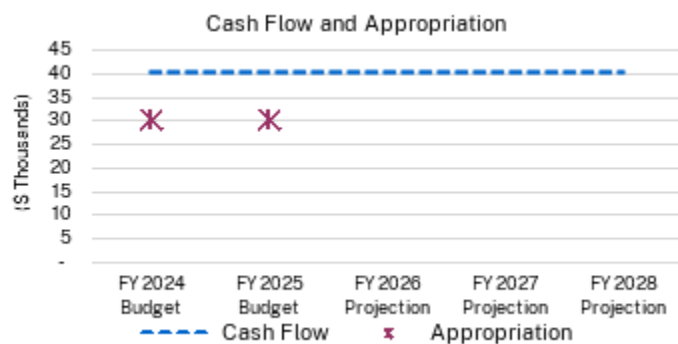 Cash Flow and Appropriation
45
40
35
30
25
20
15
10
5
-
($ Thousands)
FY 2024 FY 2025 FY 2026 FY 2027 FY 2028
Budget Budget Projection Projection Projection
Cash Flow Appropriation